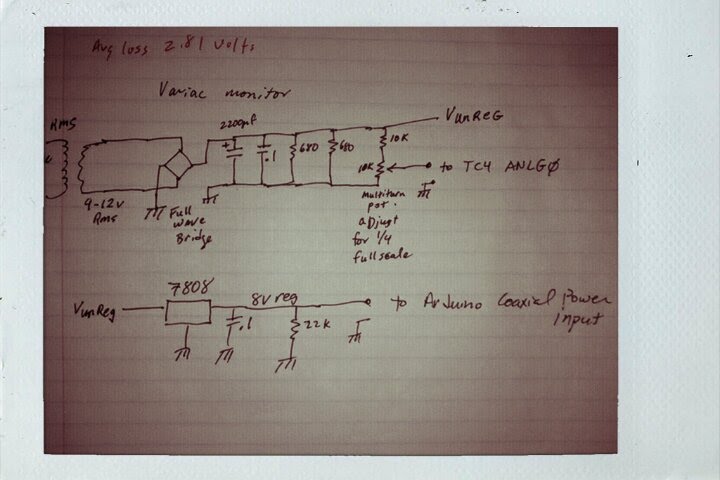 Avg loss 2.81 volts
Variac monitor
RMS
2200µf
VunREG
+
.1
680
680
10K
10K
to TC4 ANLGØ
9-12v
Rms
Full
wave
Bridge
Multiturn
pot.
aDjust
for 1/4
fullscale
7808
VunReg
8v reg
to Arduino Coaxial Power
Input
.1
22K